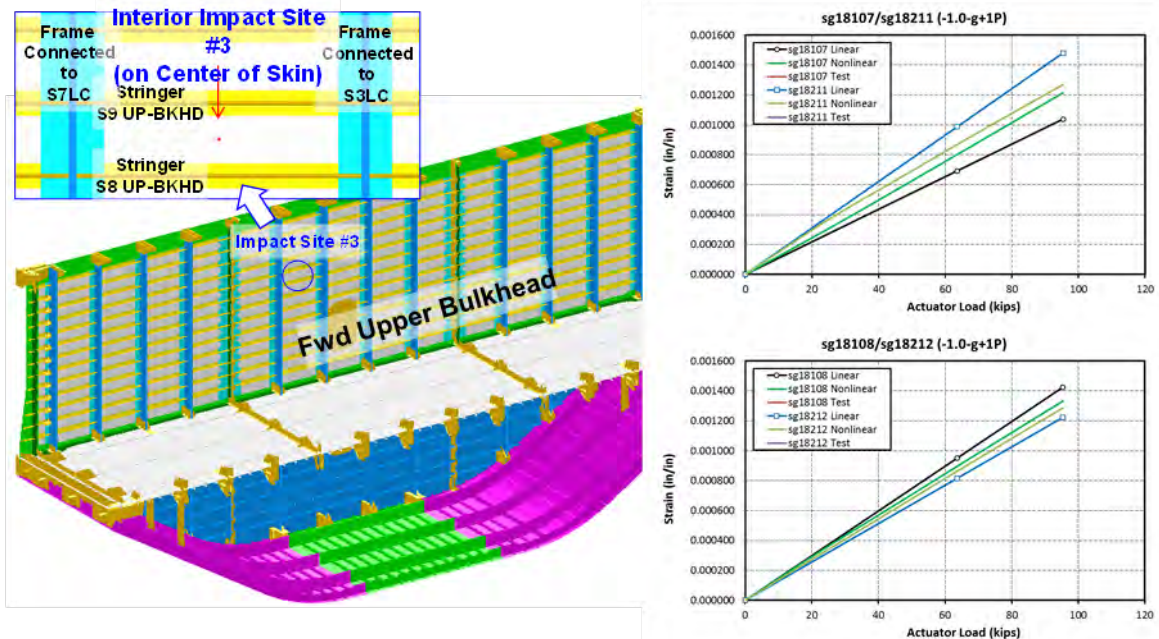 Interior Impact Site
#3
(on Center of Skin)
Frame
Connected
to
S7LC
Frame
Connected
to
S3LC
Stringer
S9 UP-BKHD
Stringer
S8 UP-BKHD
Impact Site #3
Fwd Upper Bulkhead
sg18107/sg18211 (-1.0-g+1P)
Strain (in/in)
0.001600
0.001400
0.001200
0.001000
0.000800
0.000600
0.000400
0.000200
0.000000
sg18107 Linear
sg18107 Nonlinear
sg18107 Test
sg18211 Linear
sg18211 Nonlinear
sg18211 Test
0 20 40 60 80 100 120
Actuator Load (kips)
sg18108/sg18212 (-1.0-g+1P)
Strain (in/in)
0.001600
0.001400
0.001200
0.001000
0.000800
0.000600
0.000400
0.000200
0.000000
sg18108 Linear
sg18108 Nonlinear
sg18108 Test
sg18212 Linear
sg18212 Nonlinear
sg18212 Test
0 20 40 60 80 100 120
Actuator Load (kips)